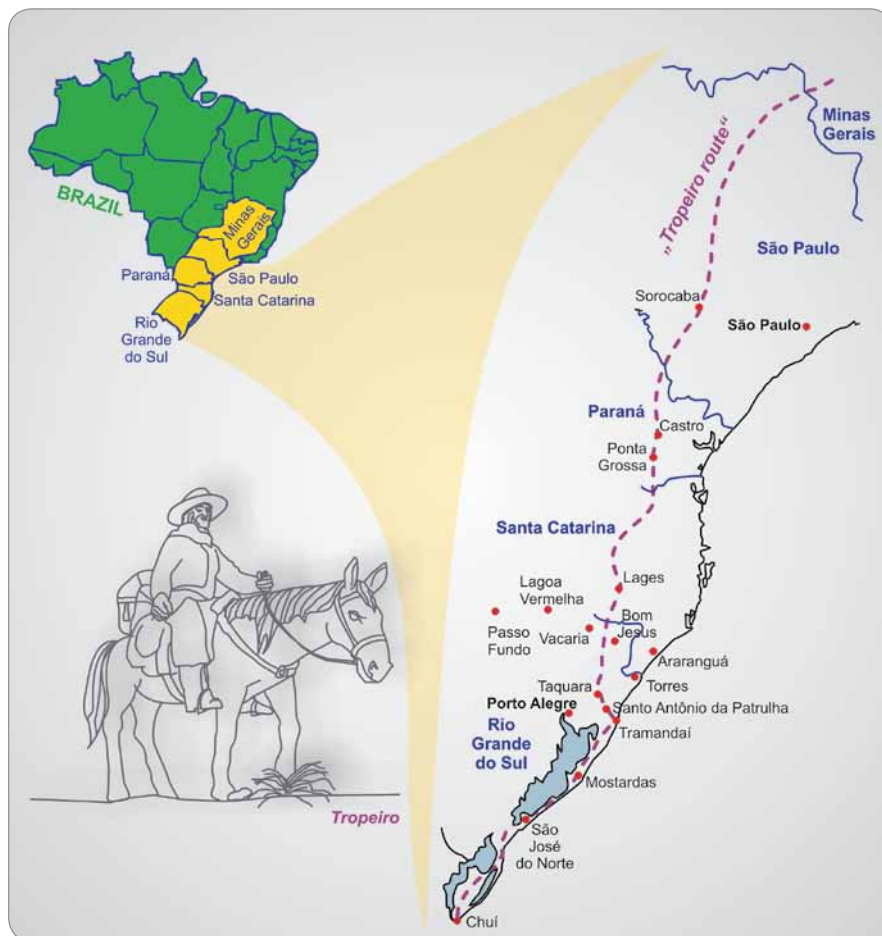 BRAZIL
Minas
Gerais
Paraná
São Paulo
Santa Catarina
Rio
Grande
do Sul
Minas
Gerais
„Tropeiro route“
São Paulo
Sorocaba
São Paulo
Paraná
Castro
Ponta
Grossa
Santa Catarina
Lages
Lagoa
Vermelha
Bom
Jesus
Passo
Fundo
Vacaria
Araranguá
Torres
Taquara
Porto Alegre
Santo Antônio da Patrulha
Tramandaí
Rio
Grande
do Sul
Mostardas
Tropeiro
São
José
do Norte
Chuí